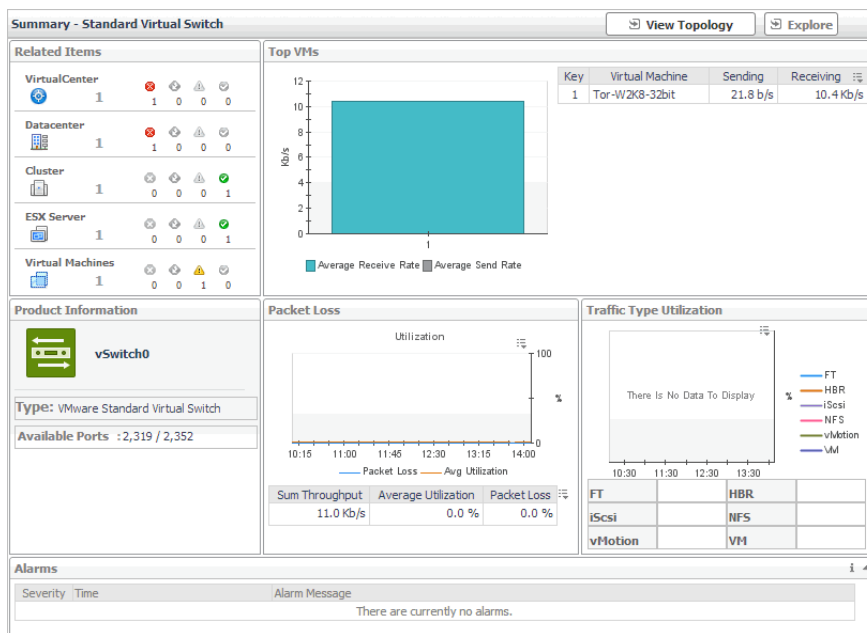 Summary - Standard Virtual Switch
View Topology
Explore
Related Items
VirtualCenter
1
1 0 0 0
Datacenter
1
1 0 0 0
Cluster
1
0 0 0 1
ESX Server
1
0 0 0 1
Virtual Machines
1
0 0 1 0
Top VMs
Kb/s
12
10
8
6
4
2
0
1
Average Receive Rate Average Send Rate
Key Virtual Machine Sending Receiving
1 Tor-W2K8-32bit 21.8 b/s 10.4 Kb/s
Product Information
vSwitch0
Type: VMware Standard Virtual Switch
Available Ports :2,319 / 2,352
Packet Loss
Utilization
100
%
0
10:15 11:00 11:45 12:30 13:15 14:00
Packet Loss Avg Utilization
Sum Throughput Average Utilization Packet Loss
11.0 Kb/s 0.0 % 0.0 %
Traffic Type Utilization
There Is No Data To Display
%
FT
HBR
iScsi
NFS
vMotion
VM
10:30 11:30 12:30 13:30
FT HBR
iScsi NFS
vMotion VM
Alarms
Severity Time Alarm Message
There are currently no alarms.